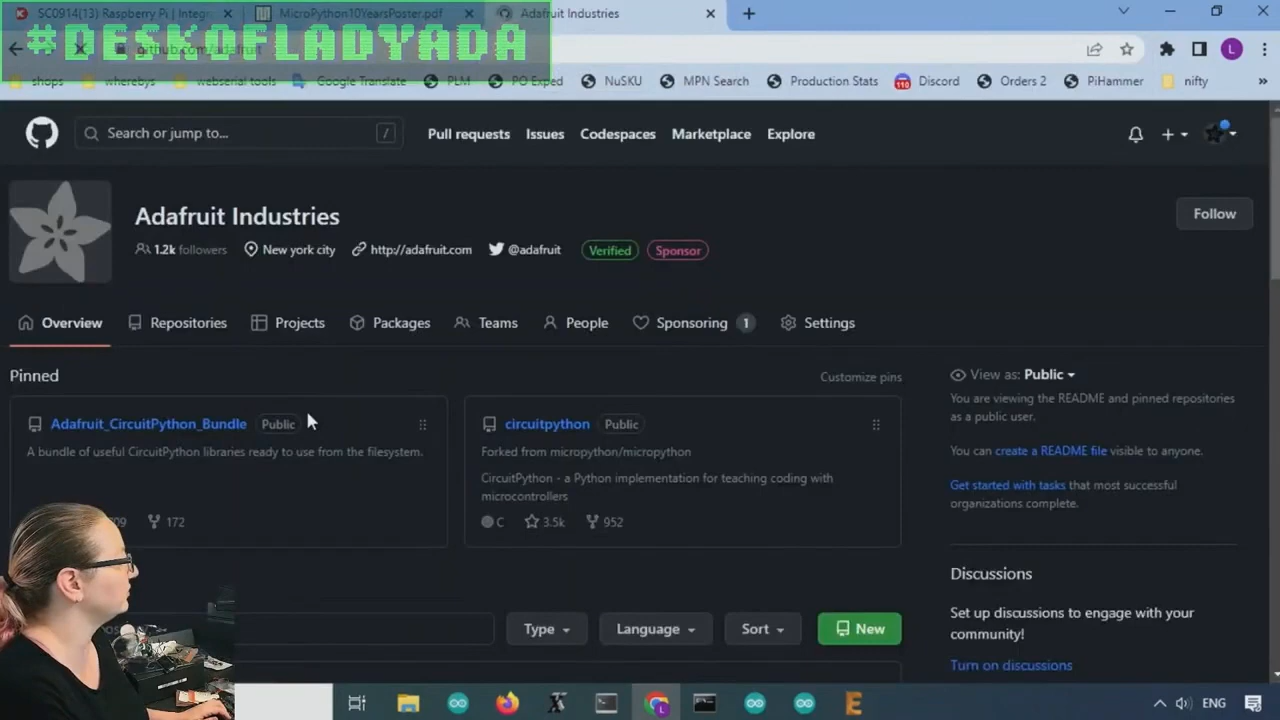 SC0914(13) Raspberry Pi | Integr
MicroPython10YearsPoster.pdf
Adafruit Industries
#DESKOFLADYADA
github.com/adafruit
shops
wherebys
webserial tools
Google Translate
PLM
PO Exped
NuSKU
MPN Search
Production Stats
Discord
Orders 2
PiHammer
nifty
»
Search or jump to...
/
Pull requests
Issues
Codespaces
Marketplace
Explore
Adafruit Industries
Follow
1.2k followers
New york city
http://adafruit.com
@adafruit
Verified
Sponsor
Overview
Repositories
Projects
Packages
Teams
People
Sponsoring 1
Settings
Pinned
Customize pins
View as: Public
You are viewing the README and pinned repositories
as a public user.
Adafruit_CircuitPython_Bundle Public
A bundle of useful CircuitPython libraries ready to use from the filesystem.
172
circuitpython Public
Forked from micropython/micropython
CircuitPython - a Python implementation for teaching coding with
microcontrollers
C 3.5k 952
You can create a README file visible to anyone.
Get started with tasks that most successful
organizations complete.
Discussions
Set up discussions to engage with your
community!
Turn on discussions
Type
Language
Sort
New
ENG